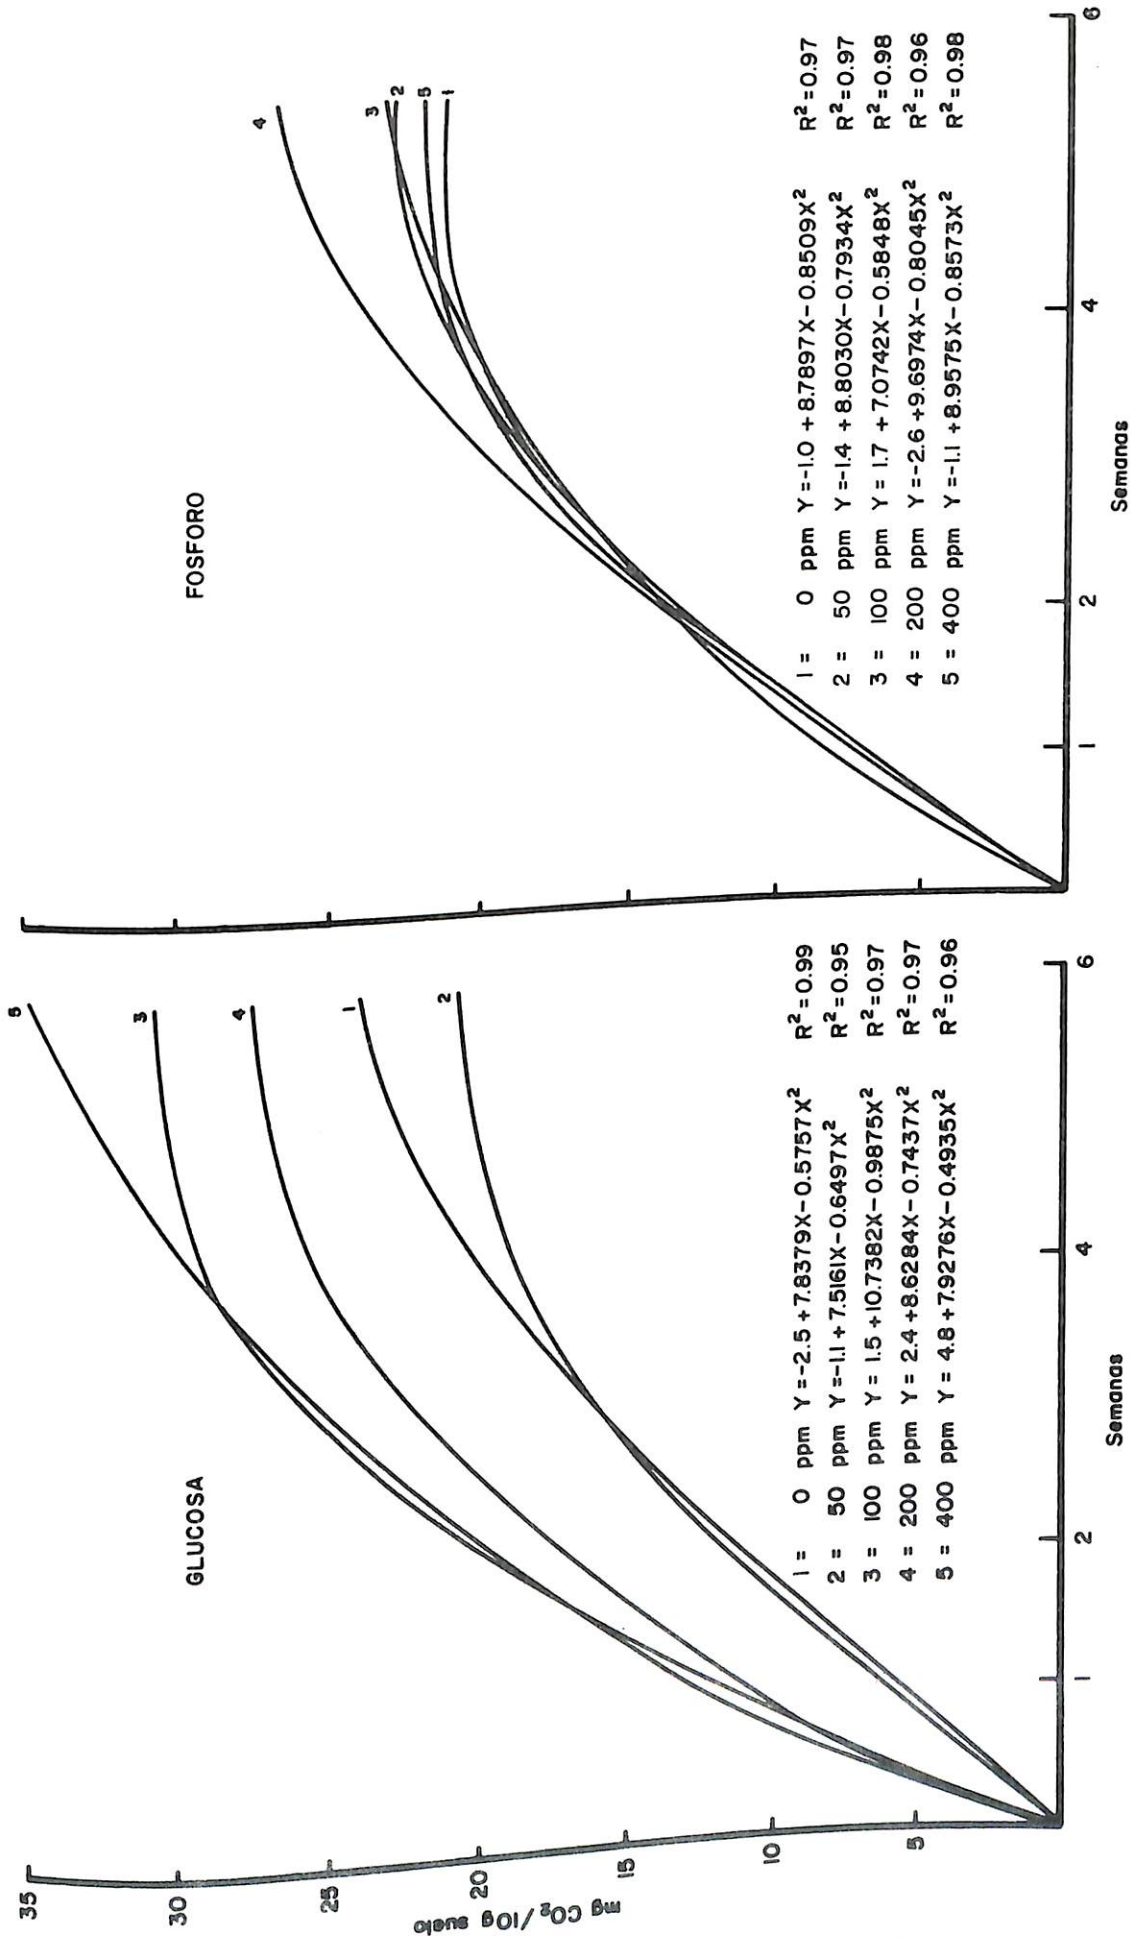 GLUCOSA
mg CO2/10g suelo
35
30
25
20
15
10
5
5
3
4
1
2
1 = 0 ppm Y=-2.5+7.8379X-0.5757X² R²=0.99
2 = 50 ppm Y=-1.1+7.5161X-0.6497X² R²=0.95
3 = 100 ppm Y= 1.5+10.7382X-0.9875X² R²=0.97
4 = 200 ppm Y= 2.4+8.6284X-0.7437X² R²=0.97
5 = 400 ppm Y= 4.8+7.9276X-0.4935X² R²=0.96
1 2 4 6
Semanas
FOSFORO
4
3
2
5
1
1 = 0 ppm Y=-1.0+8.7897X-0.8509X² R²=0.97
2 = 50 ppm Y=-1.4+8.8030X-0.7934X² R²=0.97
3 = 100 ppm Y= 1.7+7.0742X-0.5848X² R²=0.98
4 = 200 ppm Y=-2.6+9.6974X-0.8045X² R²=0.96
5 = 400 ppm Y=-1.1+8.9575X-0.8573X² R²=0.98
1 2 4 6
Semanas